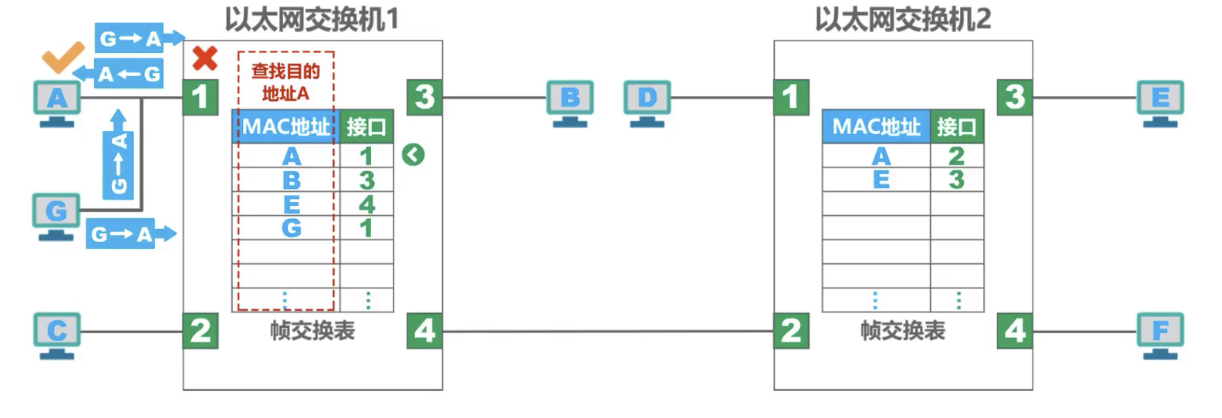 以太网交换机1
以太网交换机2
G→A
A←G
查找目的
地址A
A
1
3
B
D
1
3
E
MAC地址 接口
A 1
B 3
E 4
G 1
⋮ ⋮
MAC地址 接口
A 2
E 3
⋮ ⋮
G→A
G
G→A
C
2
帧交换表
4
2
帧交换表
4
F